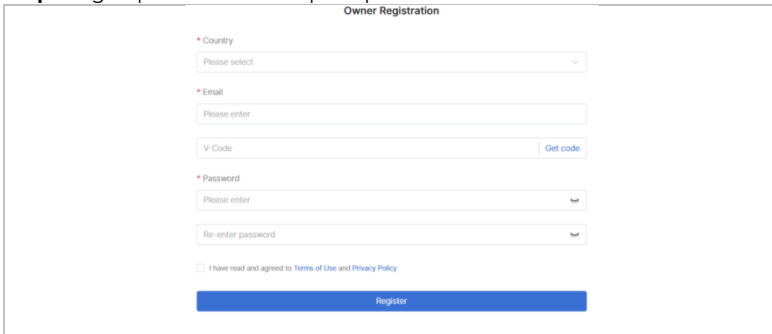 Owner Registration
* Country
Please select
* Email
Please enter
V-Code Get code
* Password
Please enter
Re-enter password
I have read and agreed to Terms of Use and Privacy Policy
Register